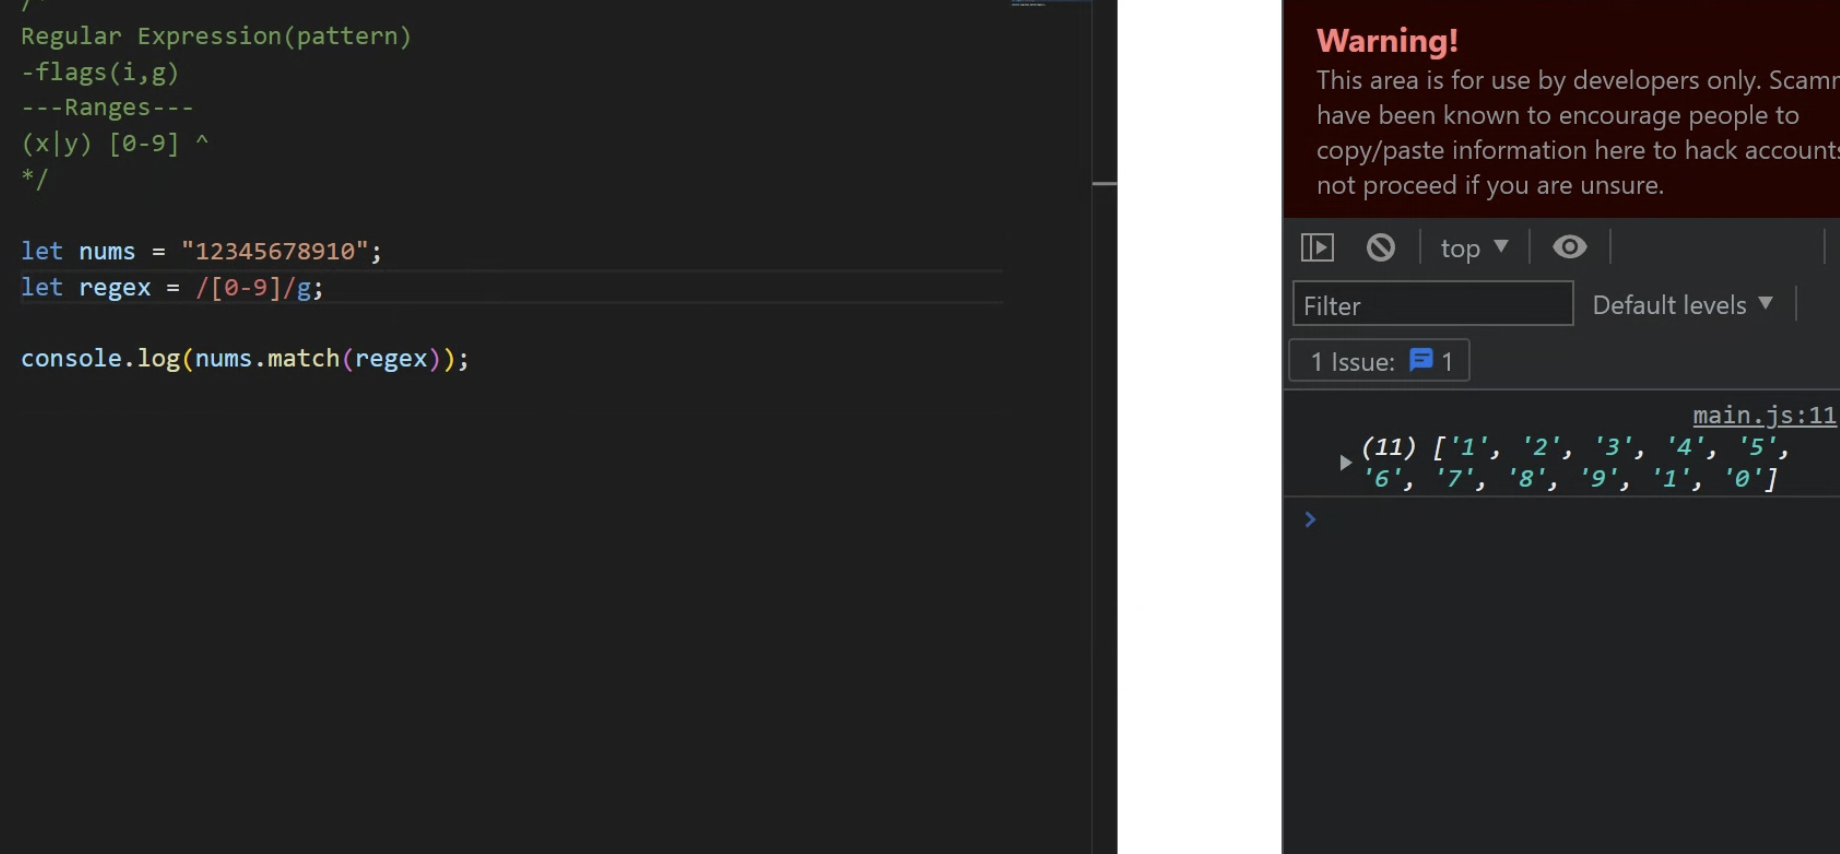 Regular Expression(pattern)
-flags(i,g)
---Ranges---
(x|y) [0-9] ^
*/
let nums = "12345678910";
let regex = /[0-9]/g;
console.log(nums.match(regex));
Warning!
This area is for use by developers only. Scamm
have been known to encourage people to
copy/paste information here to hack accounts
not proceed if you are unsure.
top
Filter
Default levels
1 Issue: 1
main.js:11
(11) ['1', '2', '3', '4', '5',
'6', '7', '8', '9', '1', '0']